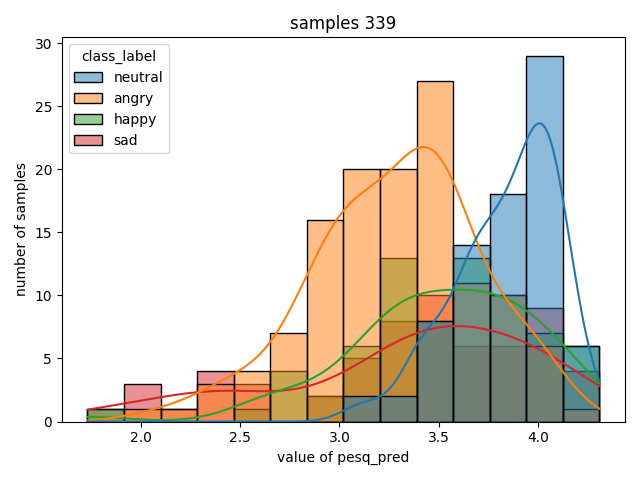 samples 339
class_label
neutral
angry
happy
sad
number of samples
30
25
20
15
10
5
0
2.0 2.5 3.0 3.5 4.0
value of pesq_pred